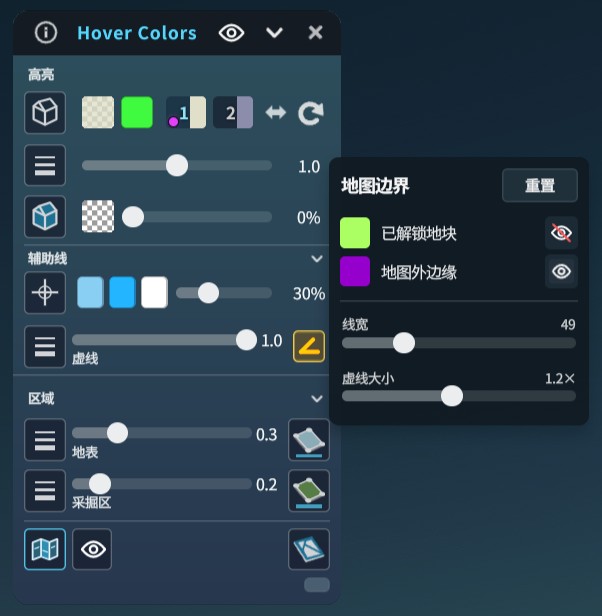 Hover Colors
高亮
1
2
1.0
0%
辅助线
30%
1.0
虚线
区域
0.3
地表
0.2
采掘区
地图边界
重置
已解锁地块
地图外边缘
线宽
49
虚线大小
1.2×